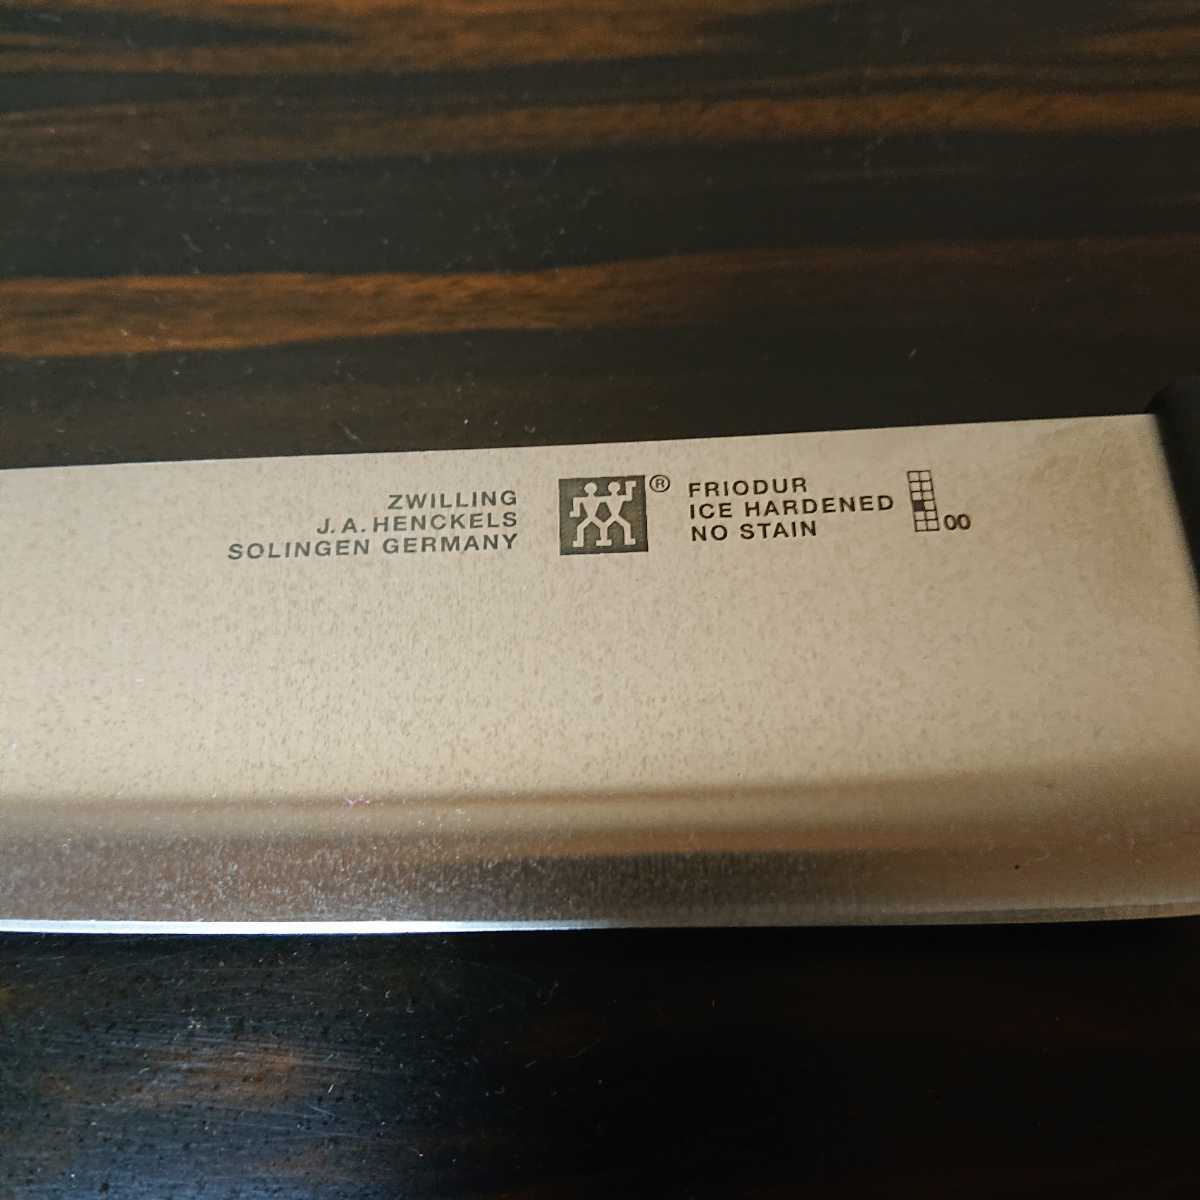 ZWILLING
J.A. HENCKELS
SOLINGEN GERMANY
®
FRIODUR
ICE HARDENED
NO STAIN
00